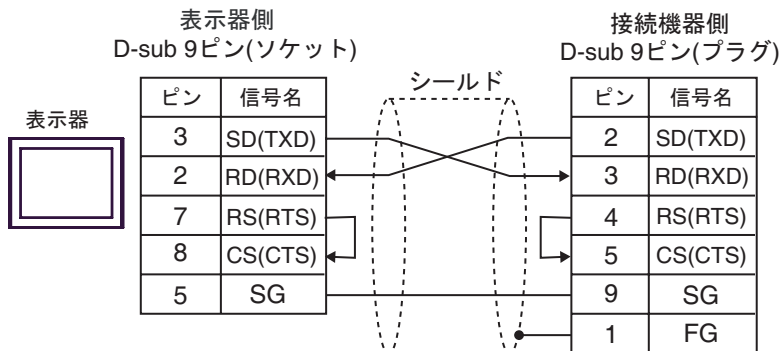 表示器側
D-sub 9ピン(ソケット)
接続機器側
D-sub 9ピン(プラグ)
シールド
表示器
ピン 信号名
3 SD(TXD)
2 RD(RXD)
7 RS(RTS)
8 CS(CTS)
5 SG
ピン 信号名
2 SD(TXD)
3 RD(RXD)
4 RS(RTS)
5 CS(CTS)
9 SG
1 FG